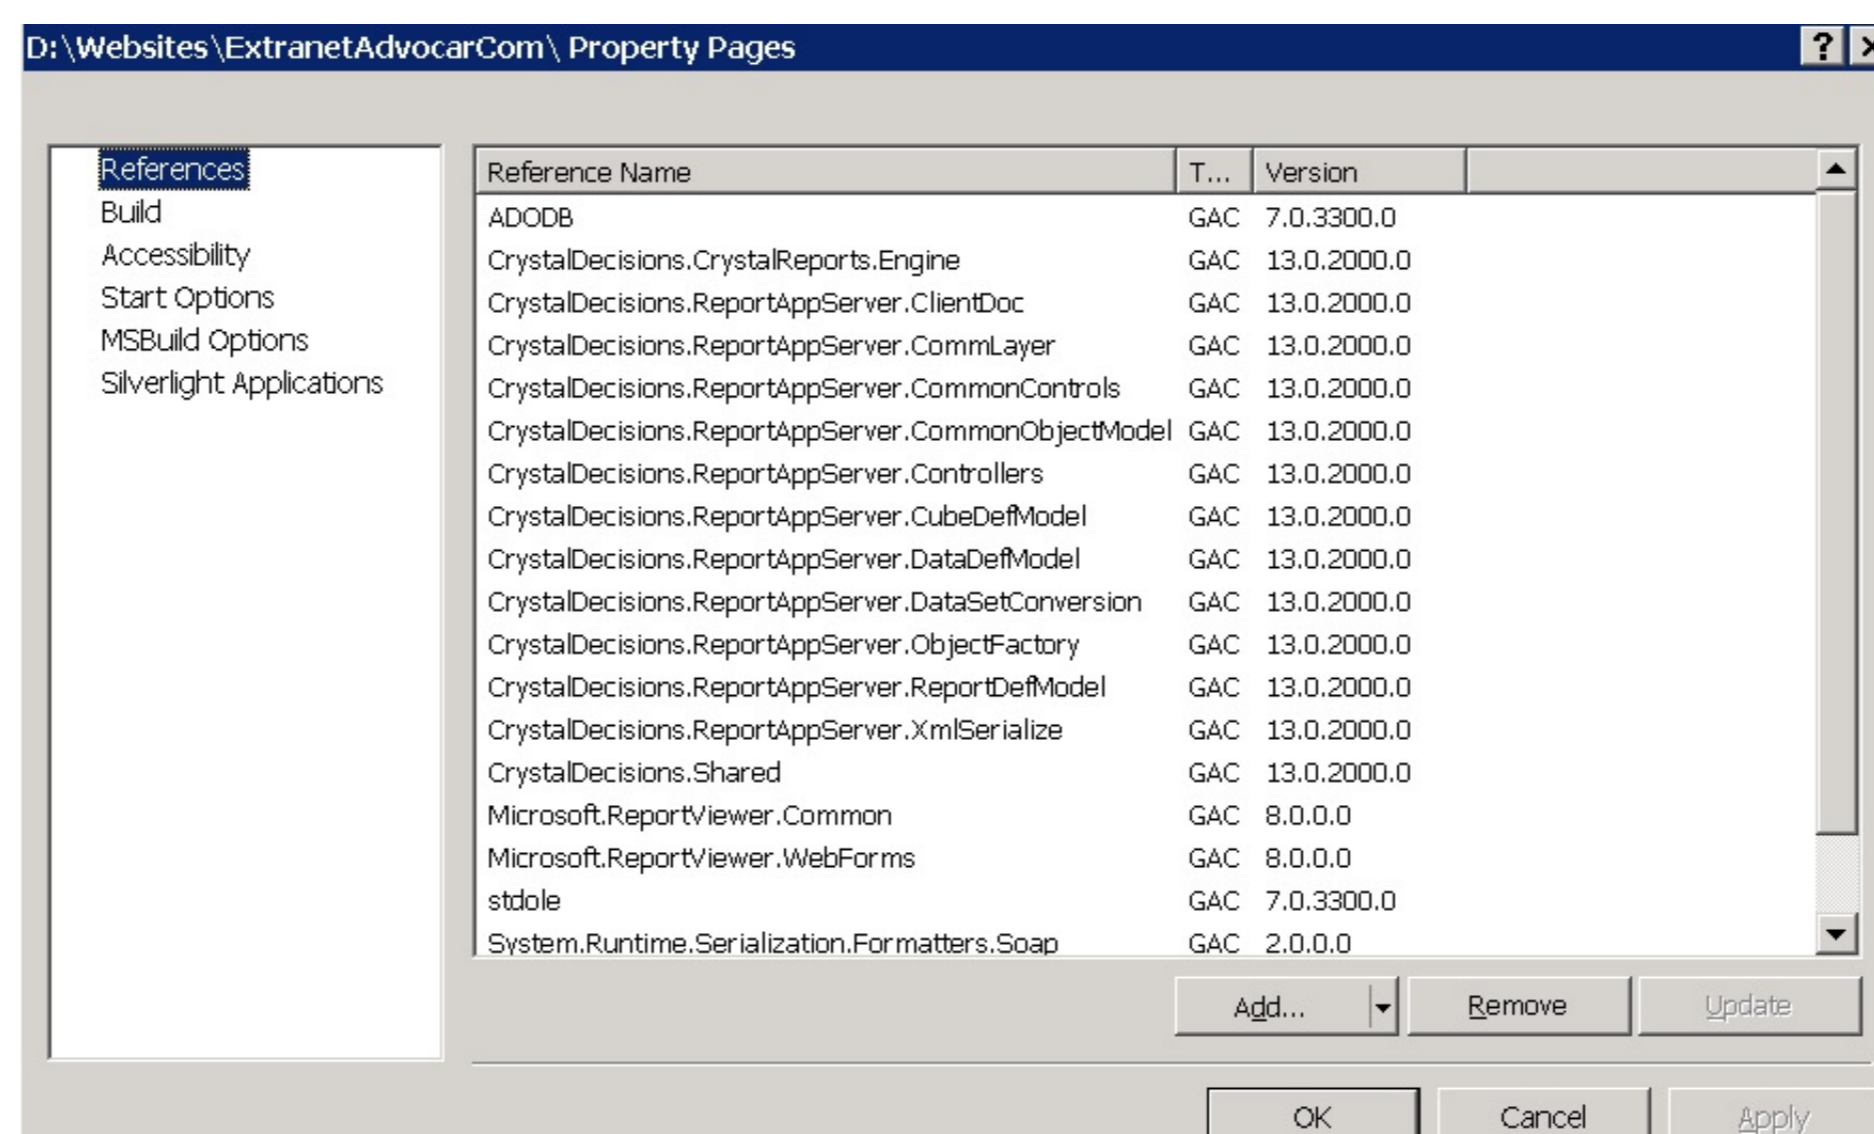 D:\Websites\ExtranetAdvocarCom\ Property Pages
References
Build
Accessibility
Start Options
MSBuild Options
Silverlight Applications
Reference Name T... Version
ADODB GAC 7.0.3300.0
CrystalDecisions.CrystalReports.Engine GAC 13.0.2000.0
CrystalDecisions.ReportAppServer.ClientDoc GAC 13.0.2000.0
CrystalDecisions.ReportAppServer.CommLayer GAC 13.0.2000.0
CrystalDecisions.ReportAppServer.CommonControls GAC 13.0.2000.0
CrystalDecisions.ReportAppServer.CommonObjectModel GAC 13.0.2000.0
CrystalDecisions.ReportAppServer.Controllers GAC 13.0.2000.0
CrystalDecisions.ReportAppServer.CubeDefModel GAC 13.0.2000.0
CrystalDecisions.ReportAppServer.DataDefModel GAC 13.0.2000.0
CrystalDecisions.ReportAppServer.DataSetConversion GAC 13.0.2000.0
CrystalDecisions.ReportAppServer.ObjectFactory GAC 13.0.2000.0
CrystalDecisions.ReportAppServer.ReportDefModel GAC 13.0.2000.0
CrystalDecisions.ReportAppServer.XmlSerialize GAC 13.0.2000.0
CrystalDecisions.Shared GAC 13.0.2000.0
Microsoft.ReportViewer.Common GAC 8.0.0.0
Microsoft.ReportViewer.WebForms GAC 8.0.0.0
stdole GAC 7.0.3300.0
System.Runtime.Serialization.Formatters.Soap GAC 2.0.0.0
Add... Remove Update
OK Cancel Apply